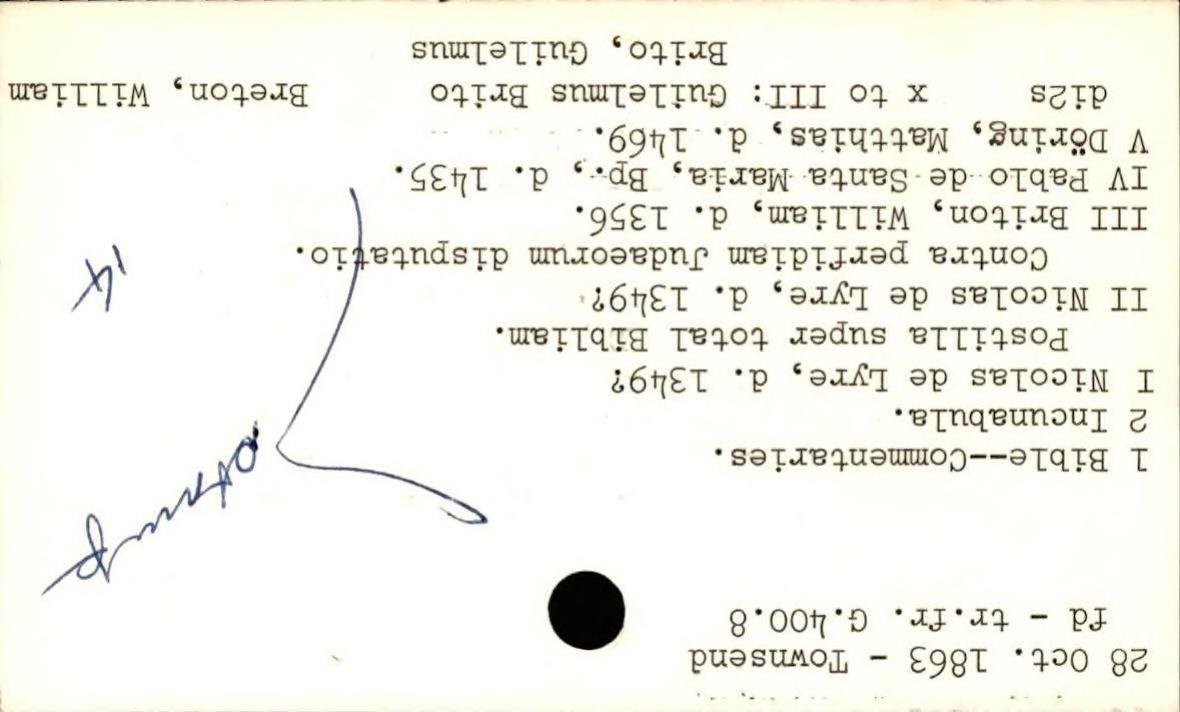 28 Oct. 1863 - Townsend
fd - tr.fr. G.400.8
1 Bible--Commentaries.
2 Incunabula.
I Nicolas de Lyre, d. 1349?
Postilla super total Bibliam.
II Nicolas de Lyre, d. 1349?
Contra perfidiam Judaeorum disputatio.
III Briton, William, d. 1356.
IV Pablo de Santa Maria, Bp., d. 1435.
V Döring, Matthias, d. 1469.
di2s x to III: Guilelmus Brito Breton, William
Brito, Guilelmus
14